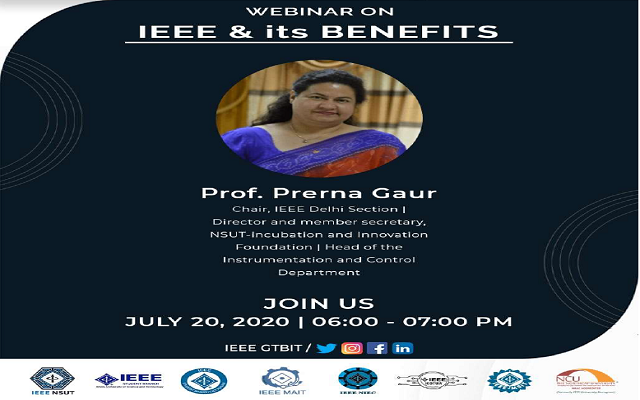 WEBINAR ON
IEEE & its BENEFITS
Prof. Prerna Gaur
Chair, IEEE Delhi Section |
Director and member secretary,
NSUT-Incubation and Innovation
Foundation | Head of the
Instrumentation and Control
Department
JOIN US
JULY 20, 2020 | 06:00 - 07:00 PM
IEEE GTBIT /
IEEE NSUT
IEEE
STUDENT BRANCH
IEEE MAIT
IEEE NIEC
NCU